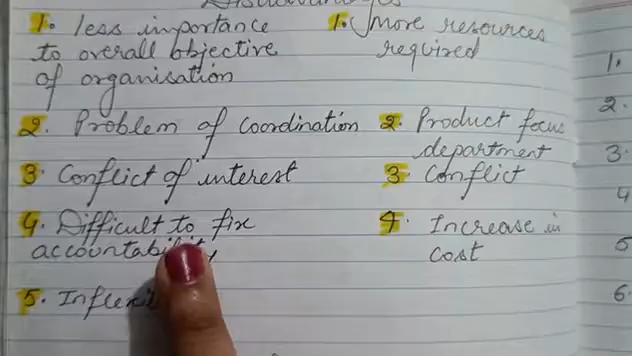 Disadvantages
1. less importance
to overall objective
of organisation
2. Problem of coordination
3. Conflict of interest
4. Difficult to fix
5.
1. more resources
required
2. Product focus
department
3. Conflict
4. Increase in
cost
1.
2.
3.
4
5
6.